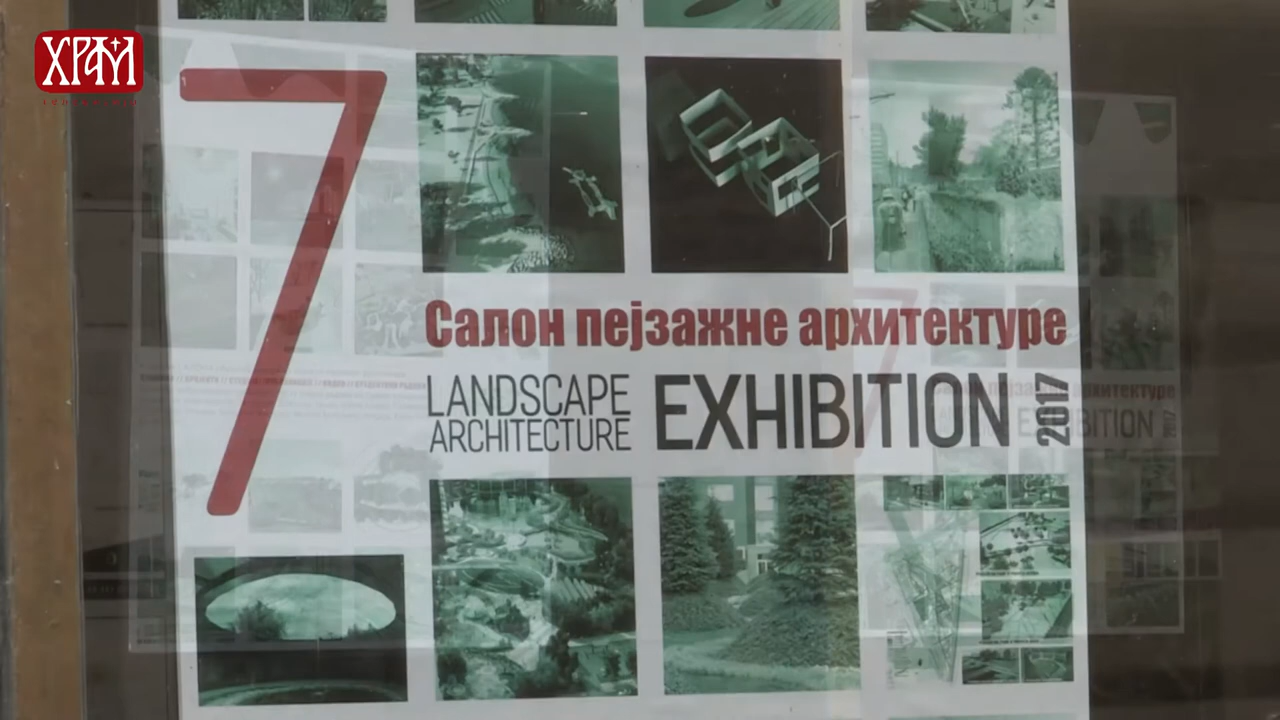 ХРАМ
7
Салон пејзажне архитектуре
LANDSCAPE
ARCHITECTURE
EXHIBITION
2017